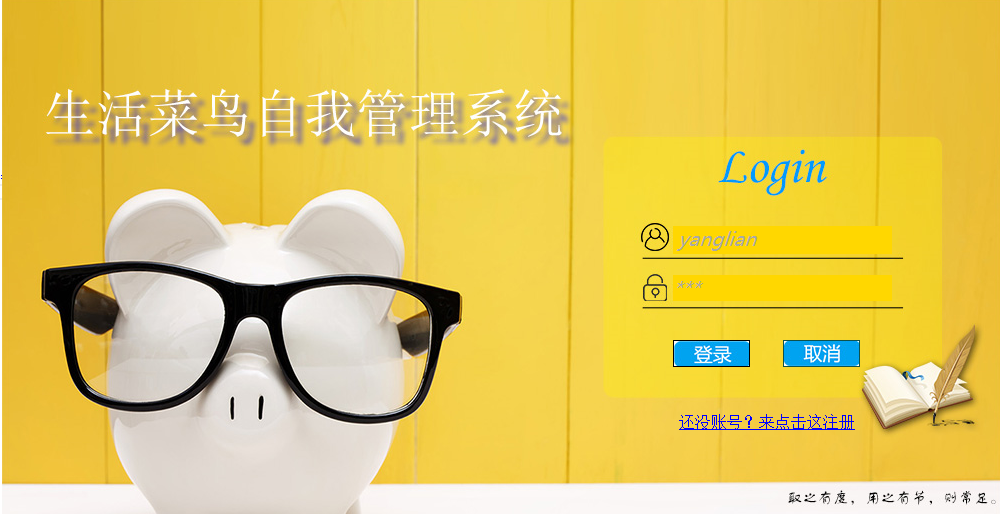 生活菜鸟自我管理系统
Login
yanglian
***
登录
取消
还没账号？来点击这注册
取之有度，用之有节，则常足。